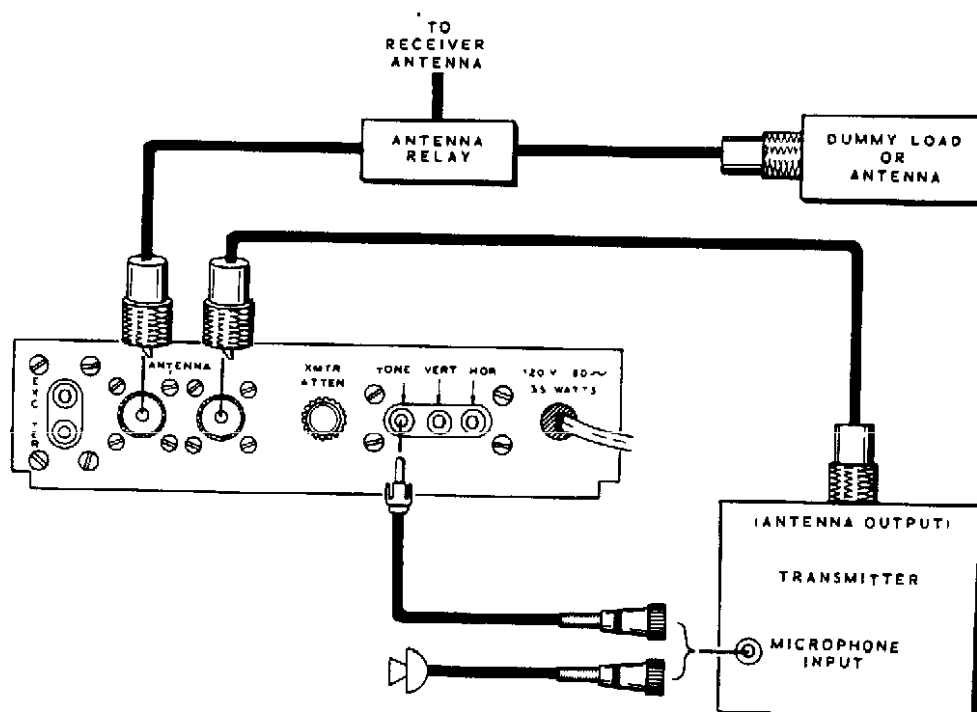 TO
RECEIVER
ANTENNA
ANTENNA
RELAY
DUMMY LOAD
OR
ANTENNA
ANTENNA
XMTR
ATTEN
TONE VERT HOR
120 V 60~
35 WATTS
(ANTENNA OUTPUT)
TRANSMITTER
MICROPHONE
INPUT